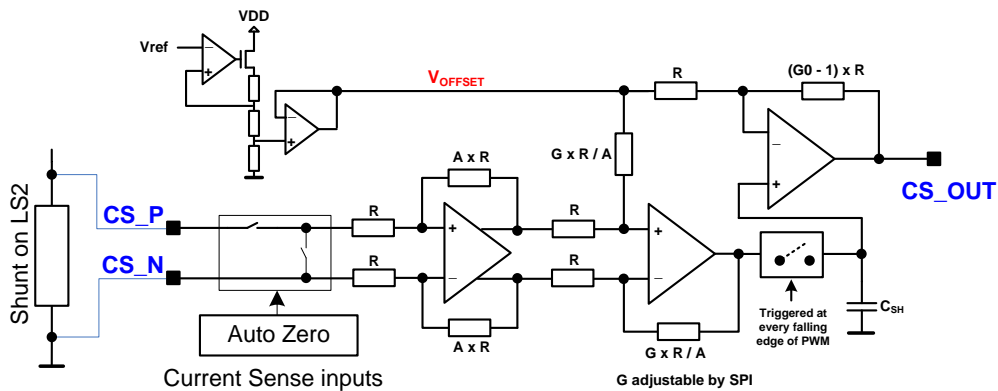 VDD
Vref
VOFFSET
R
(G0 - 1) x R
G x R / A
CS_OUT
Shunt on LS2
CS_P
CS_N
R
R
A x R
A x R
R
R
G x R / A
G adjustable by SPI
Triggered at
every falling
edge of PWM
CSH
Auto Zero
Current Sense inputs